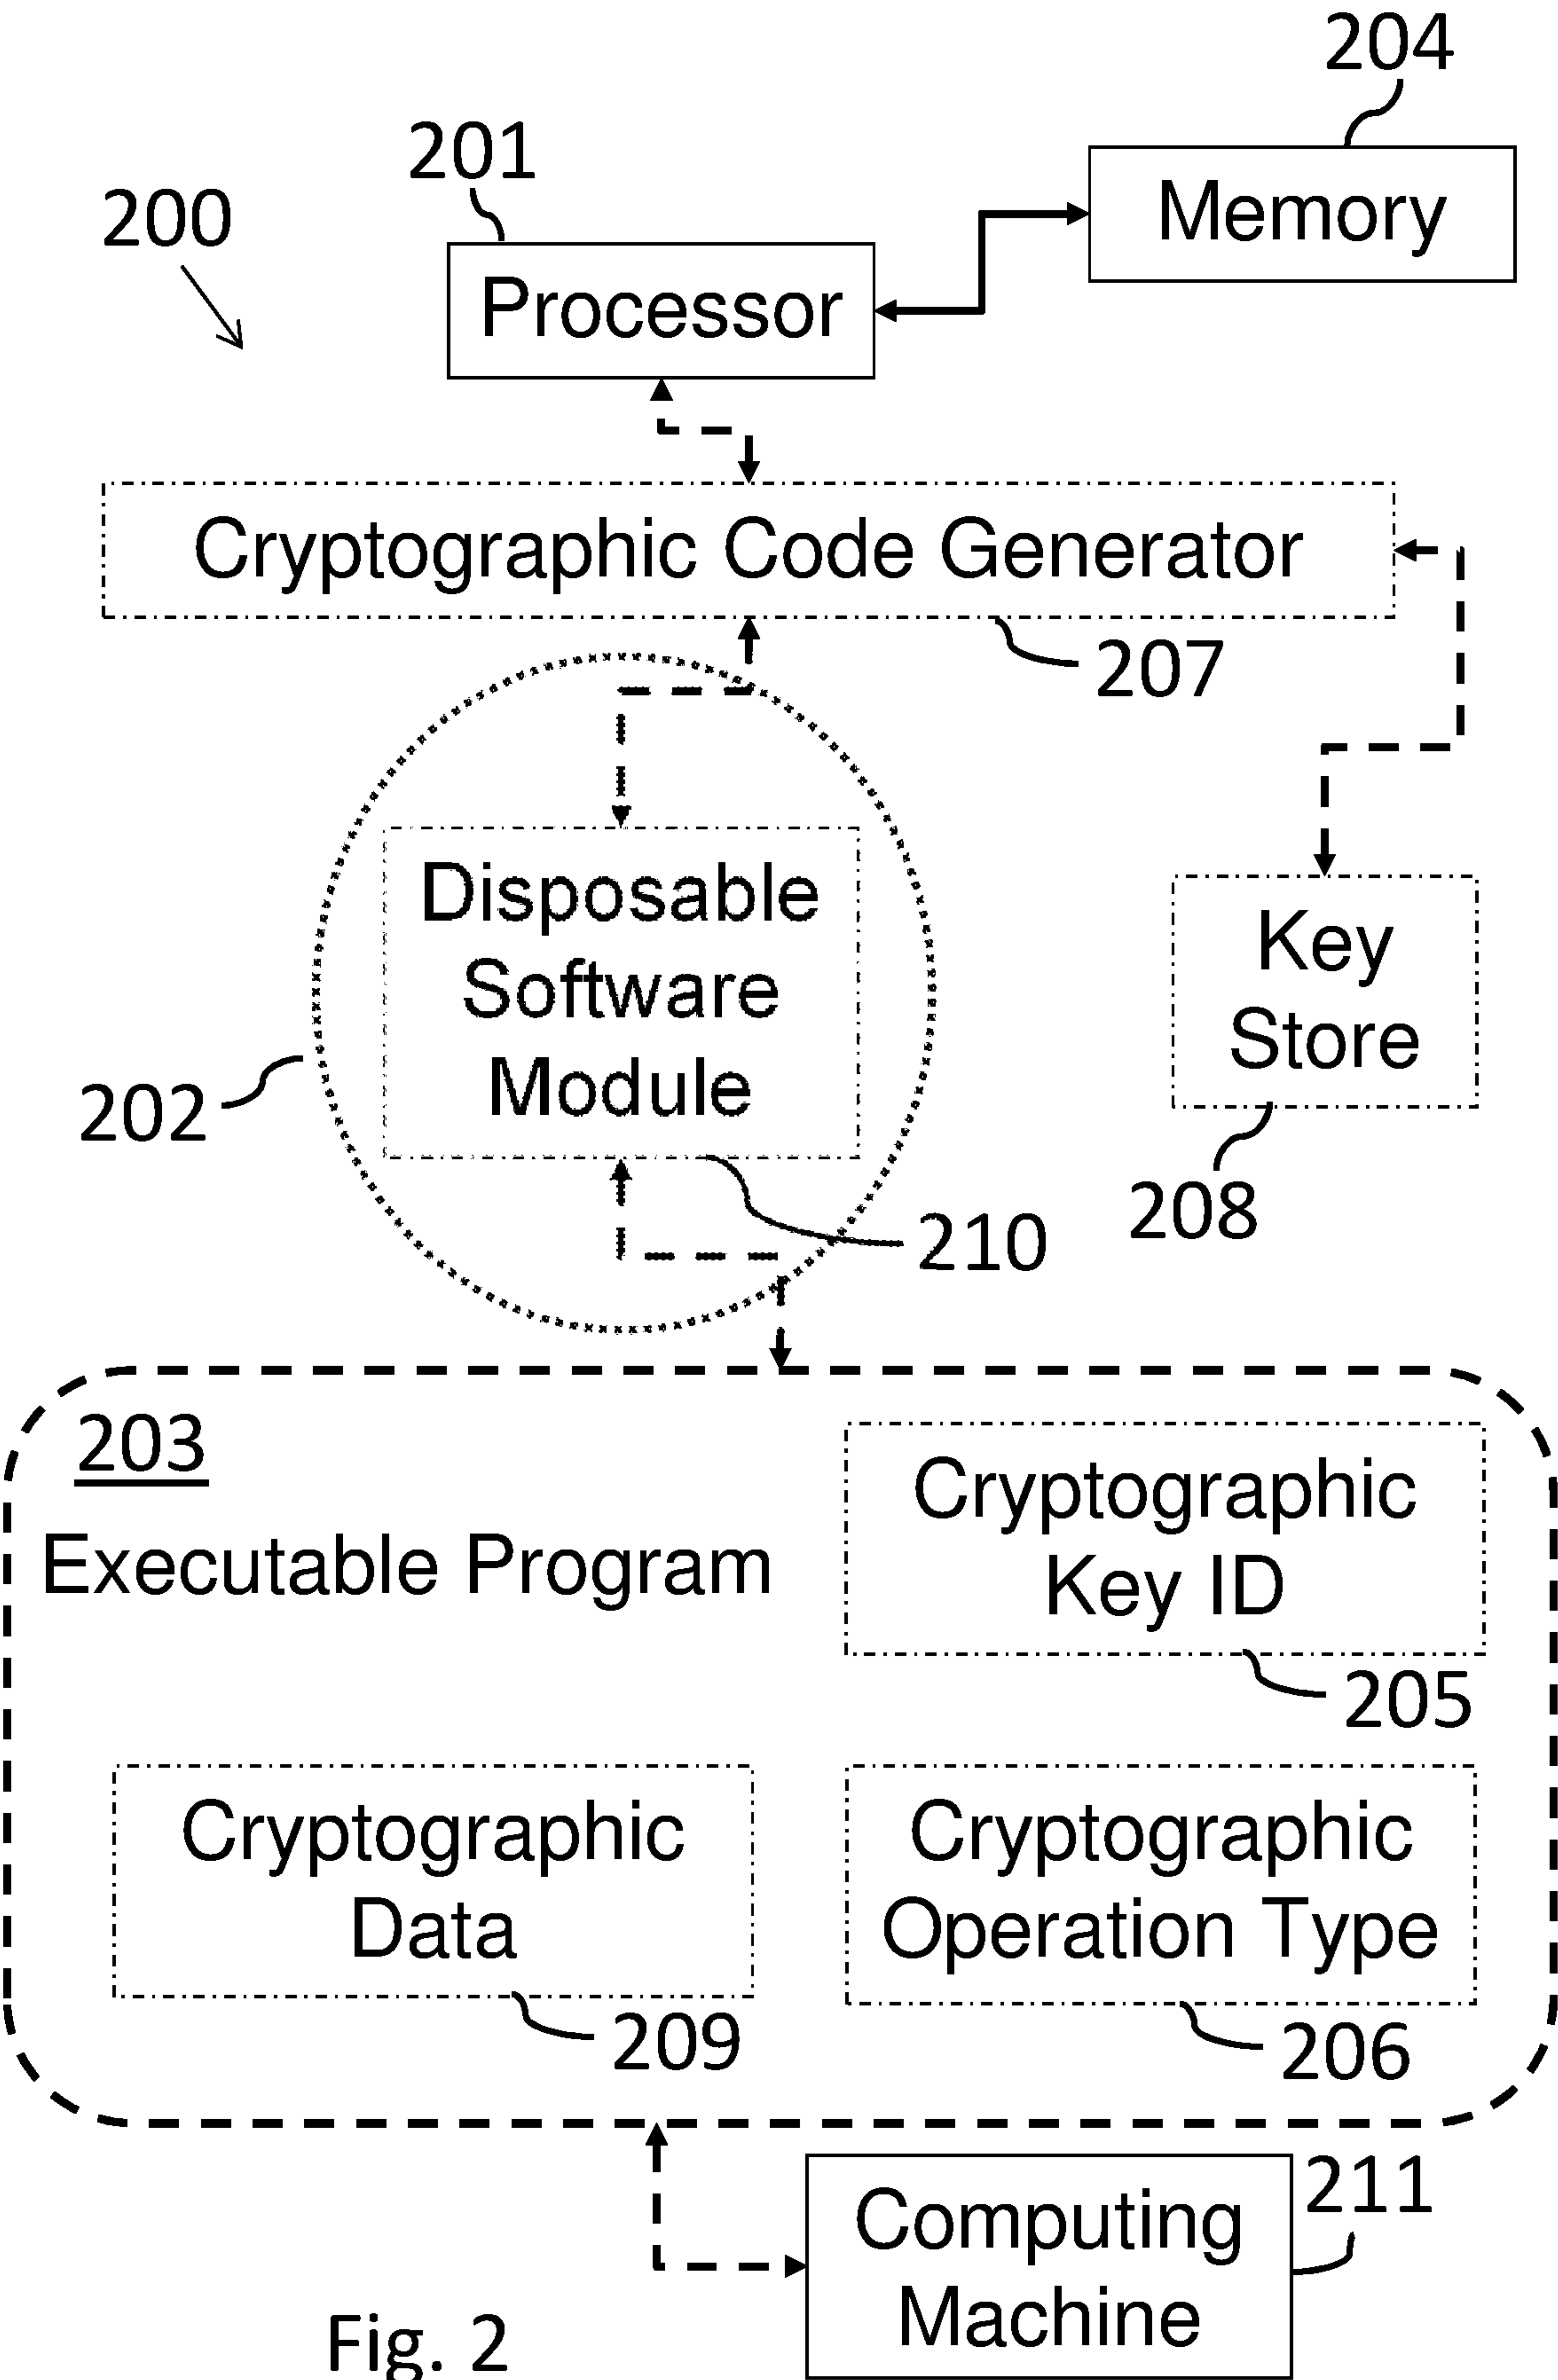 204
201
200
Memory
Processor
Cryptographic Code Generator
207
Disposable
Software
Module
Key
Store
202
208
210
203
Executable Program
Cryptographic
Key ID
205
Cryptographic
Data
Cryptographic
Operation Type
209
206
211
Computing
Machine
Fig. 2